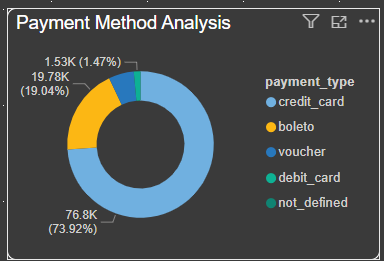 Payment Method Analysis
1.53K (1.47%)
19.78K
(19.04%)
76.8K
(73.92%)
payment_type
credit_card
boleto
voucher
debit_card
not_defined